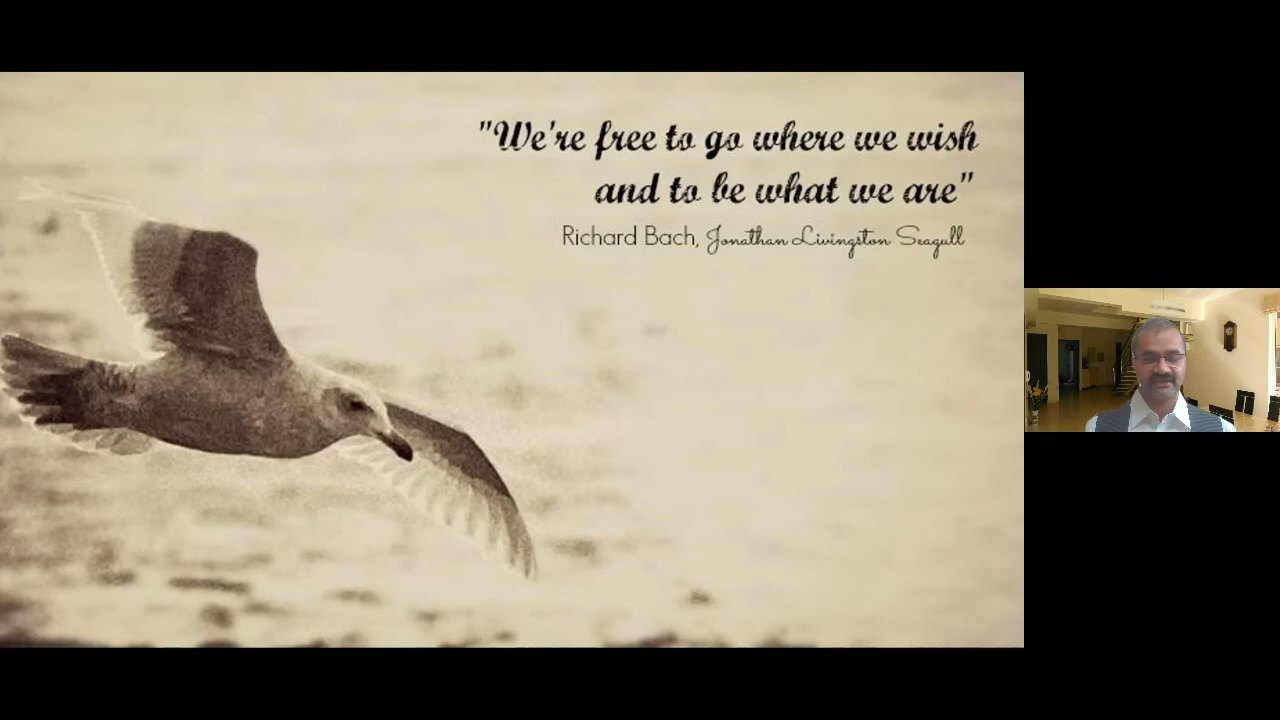 "We're free to go where we wish
and to be what we are"
Richard Bach, Jonathan Livingston Seagull